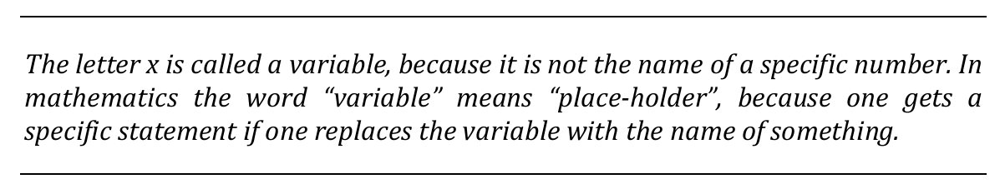 The letter x is called a variable, because it is not the name of a specific number. In
mathematics the word “variable” means “place-holder”, because one gets a
specific statement if one replaces the variable with the name of something.